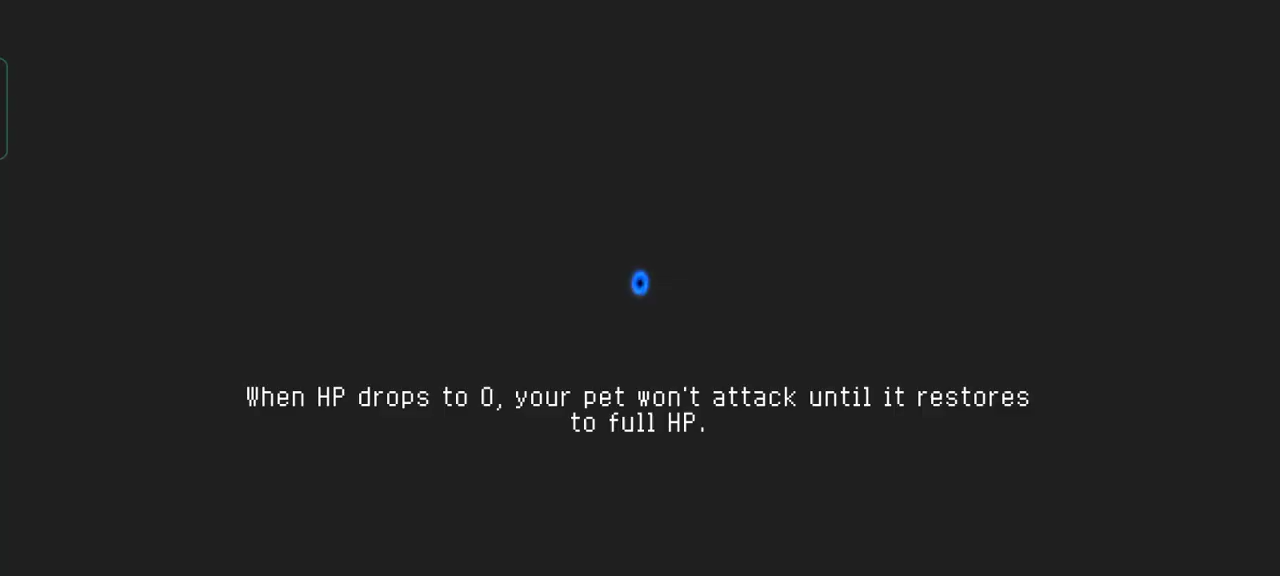 When HP drops to 0, your pet won't attack until it restores
to full HP.